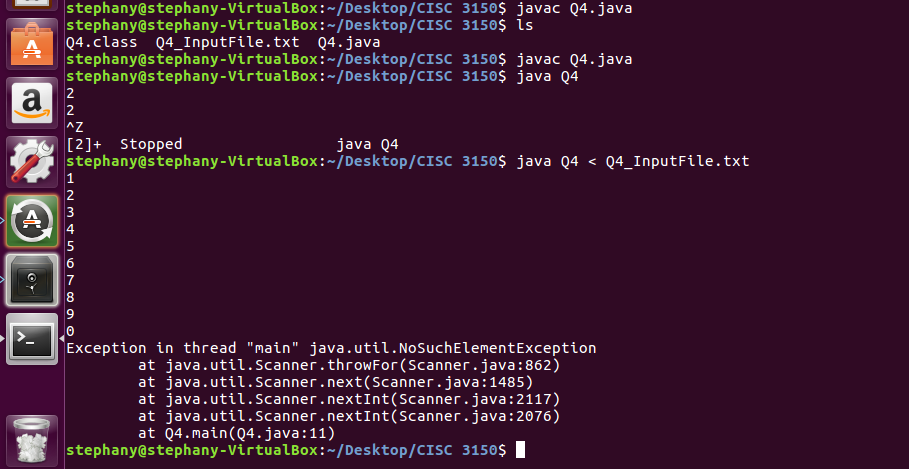 stephany@stephany-VirtualBox:~/Desktop/CISC 3150$ javac Q4.java
stephany@stephany-VirtualBox:~/Desktop/CISC 3150$ ls
Q4.class  Q4_InputFile.txt  Q4.java
stephany@stephany-VirtualBox:~/Desktop/CISC 3150$ javac Q4.java
stephany@stephany-VirtualBox:~/Desktop/CISC 3150$ java Q4
2
2
^Z
[2]+  Stopped                 java Q4
stephany@stephany-VirtualBox:~/Desktop/CISC 3150$ java Q4 < Q4_InputFile.txt
1
2
3
4
5
6
7
8
9
0
Exception in thread "main" java.util.NoSuchElementException
        at java.util.Scanner.throwFor(Scanner.java:862)
        at java.util.Scanner.next(Scanner.java:1485)
        at java.util.Scanner.nextInt(Scanner.java:2117)
        at java.util.Scanner.nextInt(Scanner.java:2076)
        at Q4.main(Q4.java:11)
stephany@stephany-VirtualBox:~/Desktop/CISC 3150$